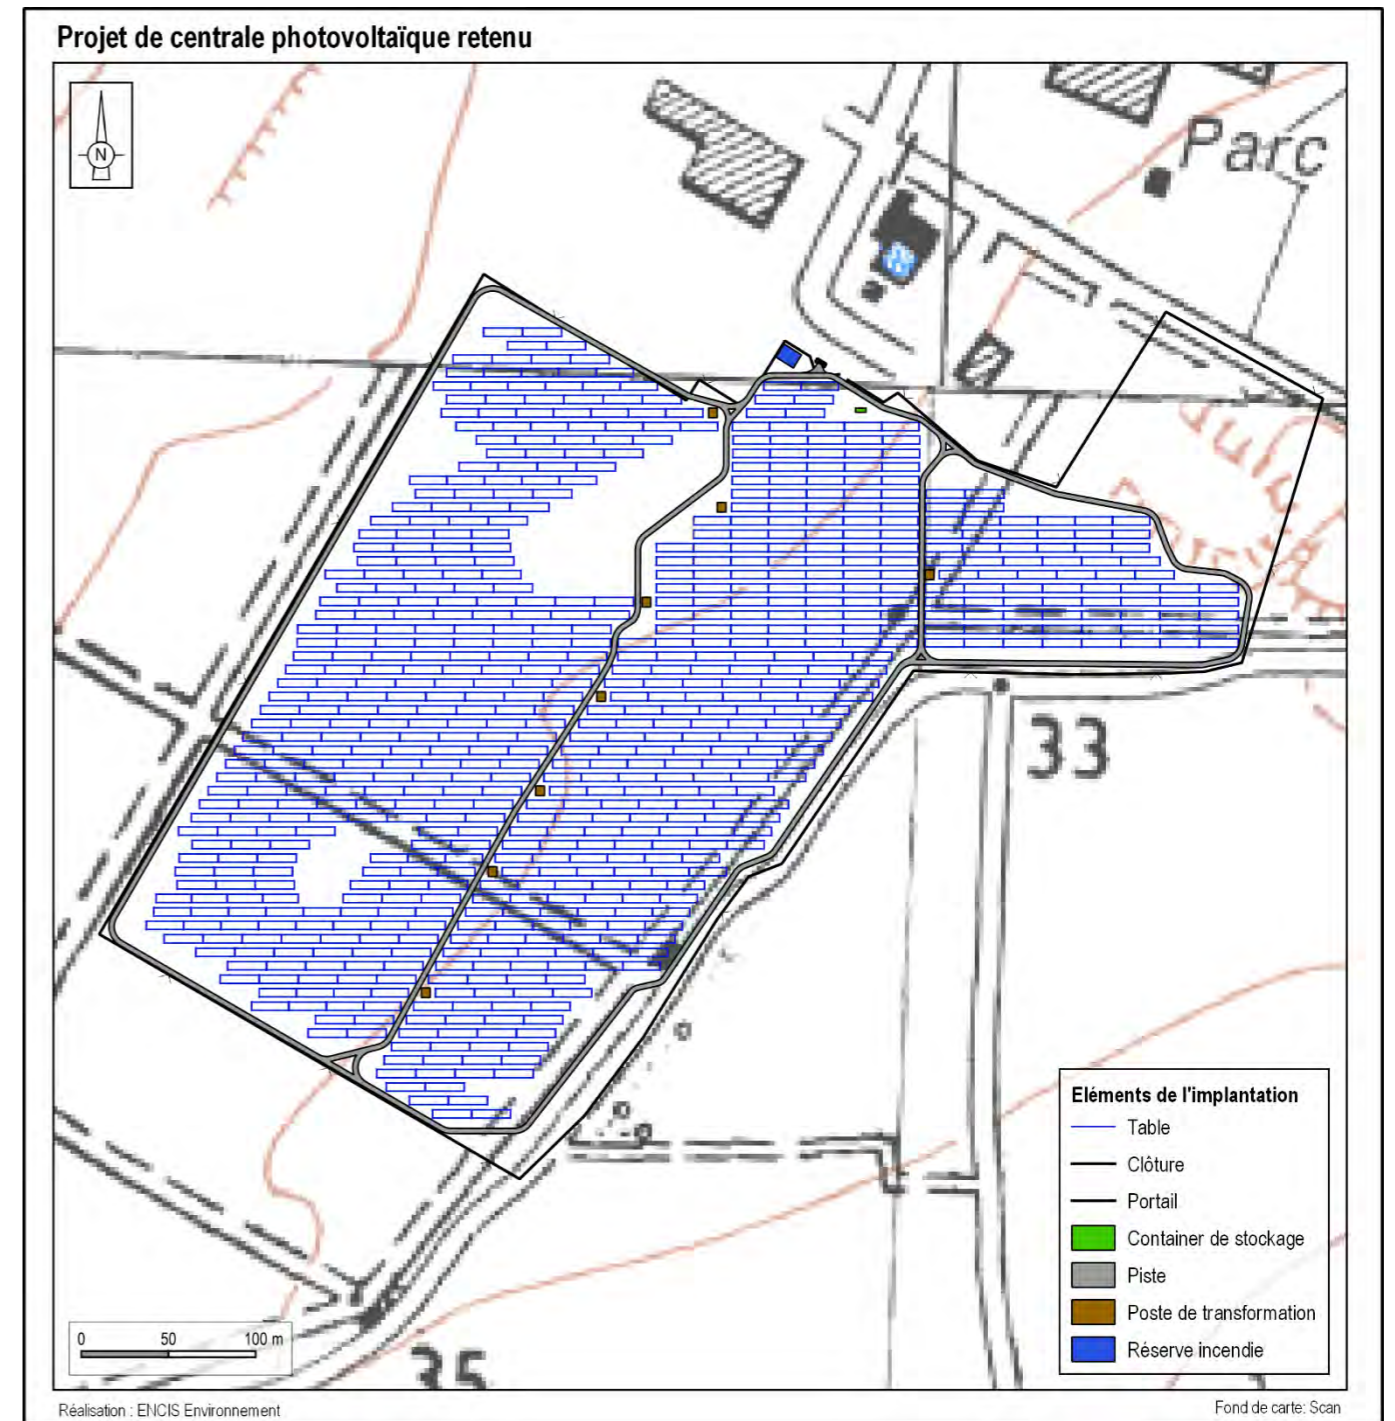 Projet de centrale photovoltaïque retenu
N
Parc
33
Eléments de l'implantation
Table
Clôture
Portail
Container de stockage
Piste
Poste de transformation
Réserve incendie
0 50 100 m
35
Réalisation : ENCIS Environnement
Fond de carte: Scan